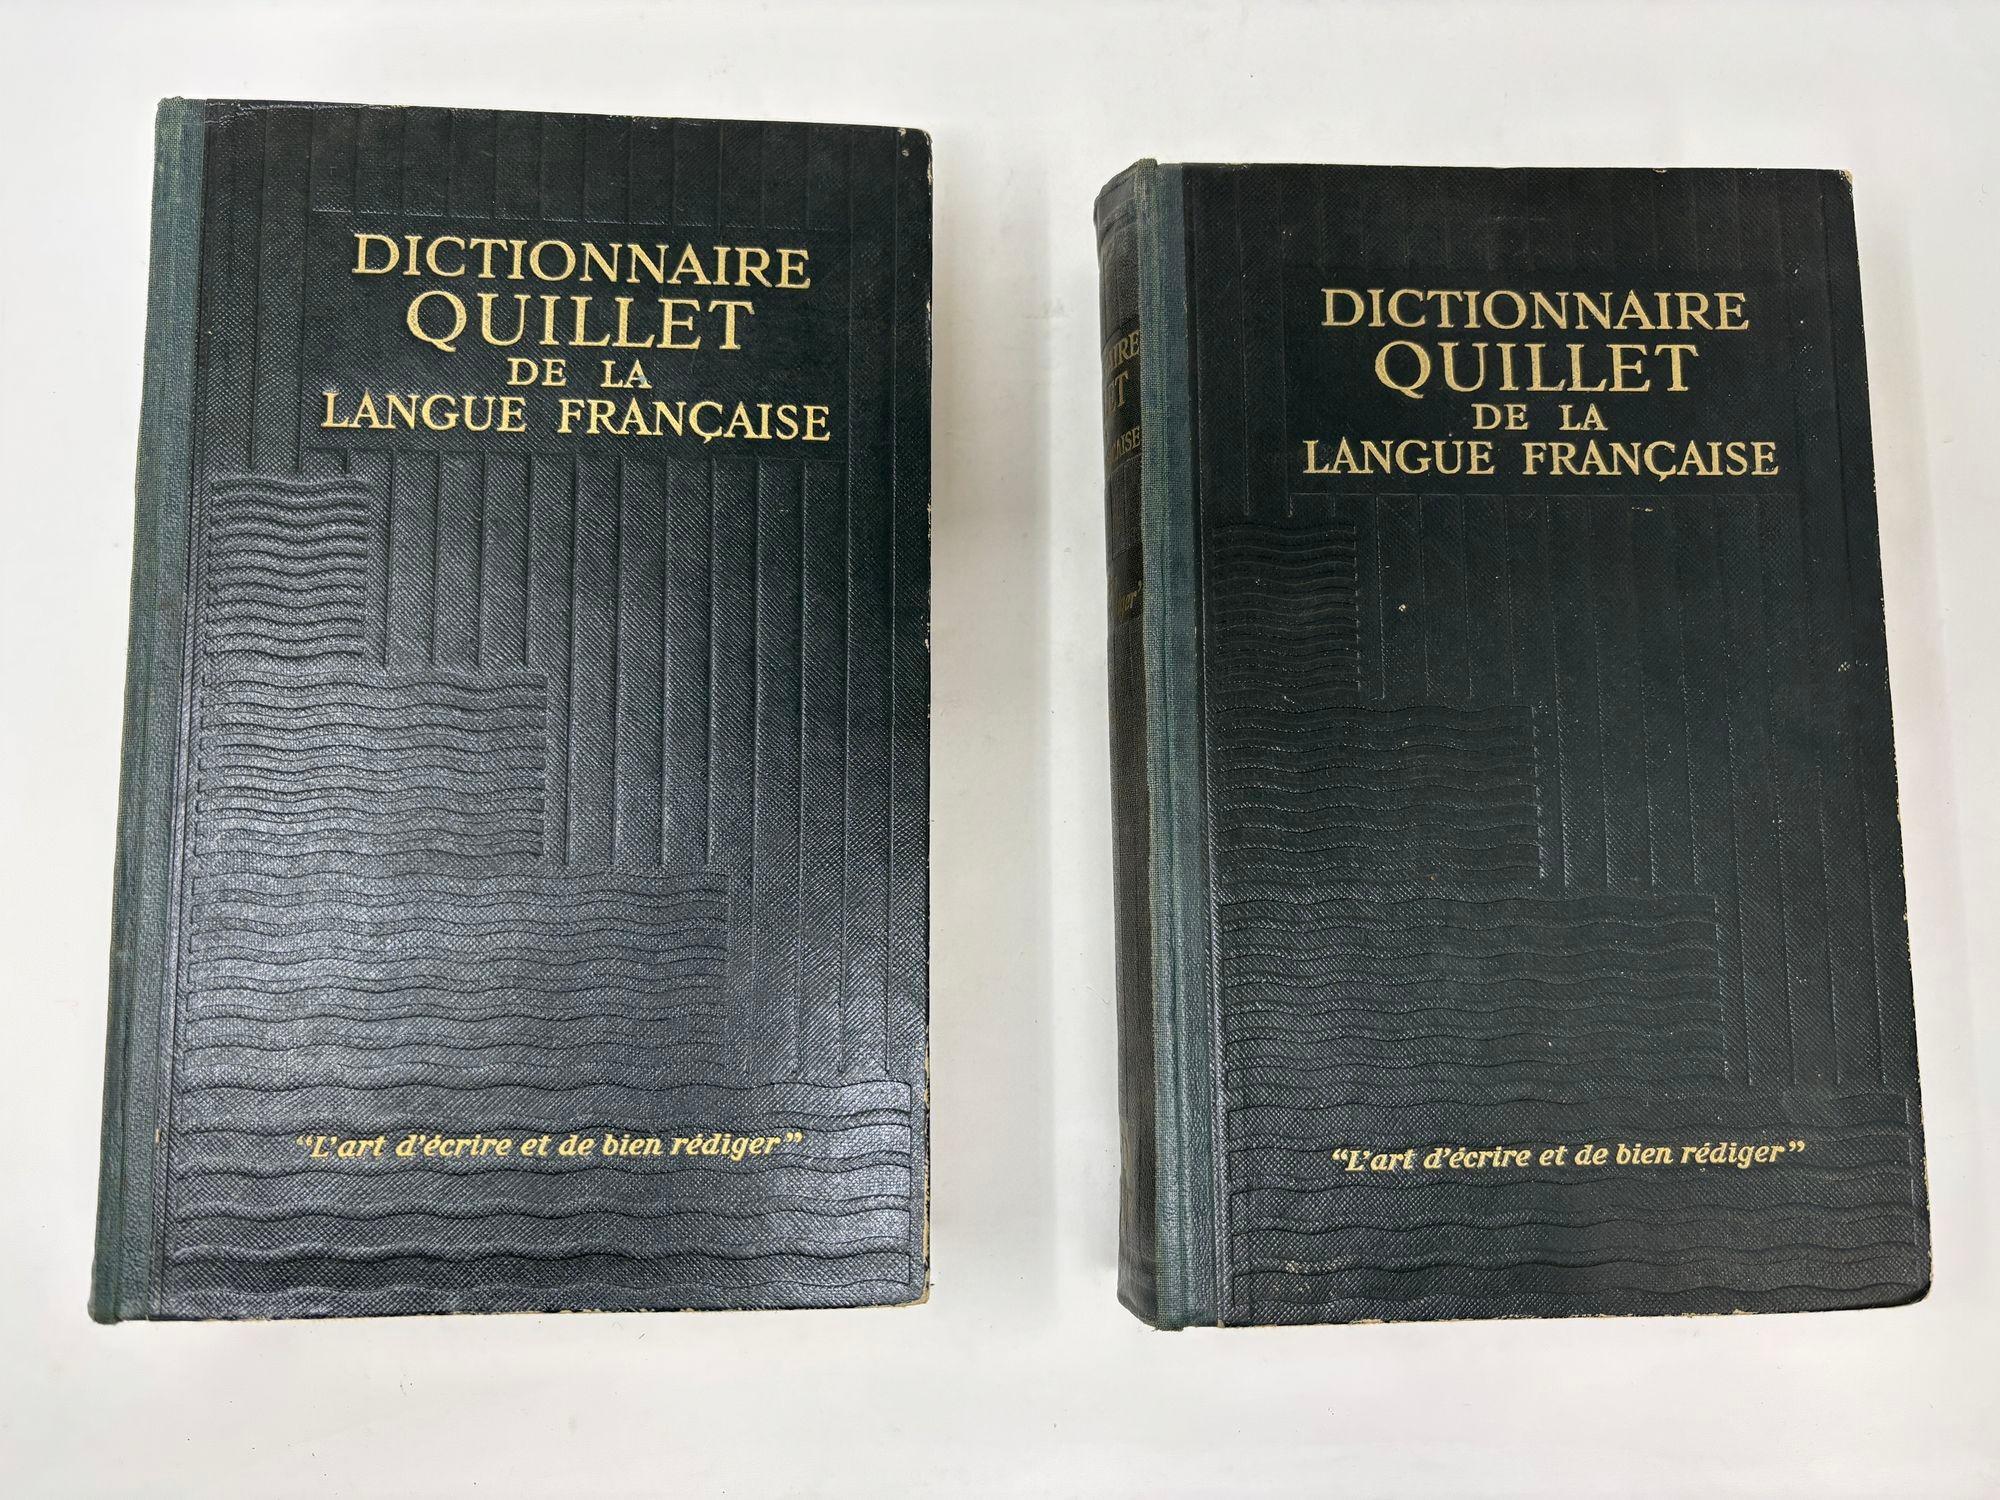 DICTIONNAIRE
QUILLET
DE LA
LANGUE FRANÇAISE
“L’art d’écrire et de bien rédiger”
DICTIONNAIRE
QUILLET
DE LA
LANGUE FRANÇAISE
“L’art d’écrire et de bien rédiger”